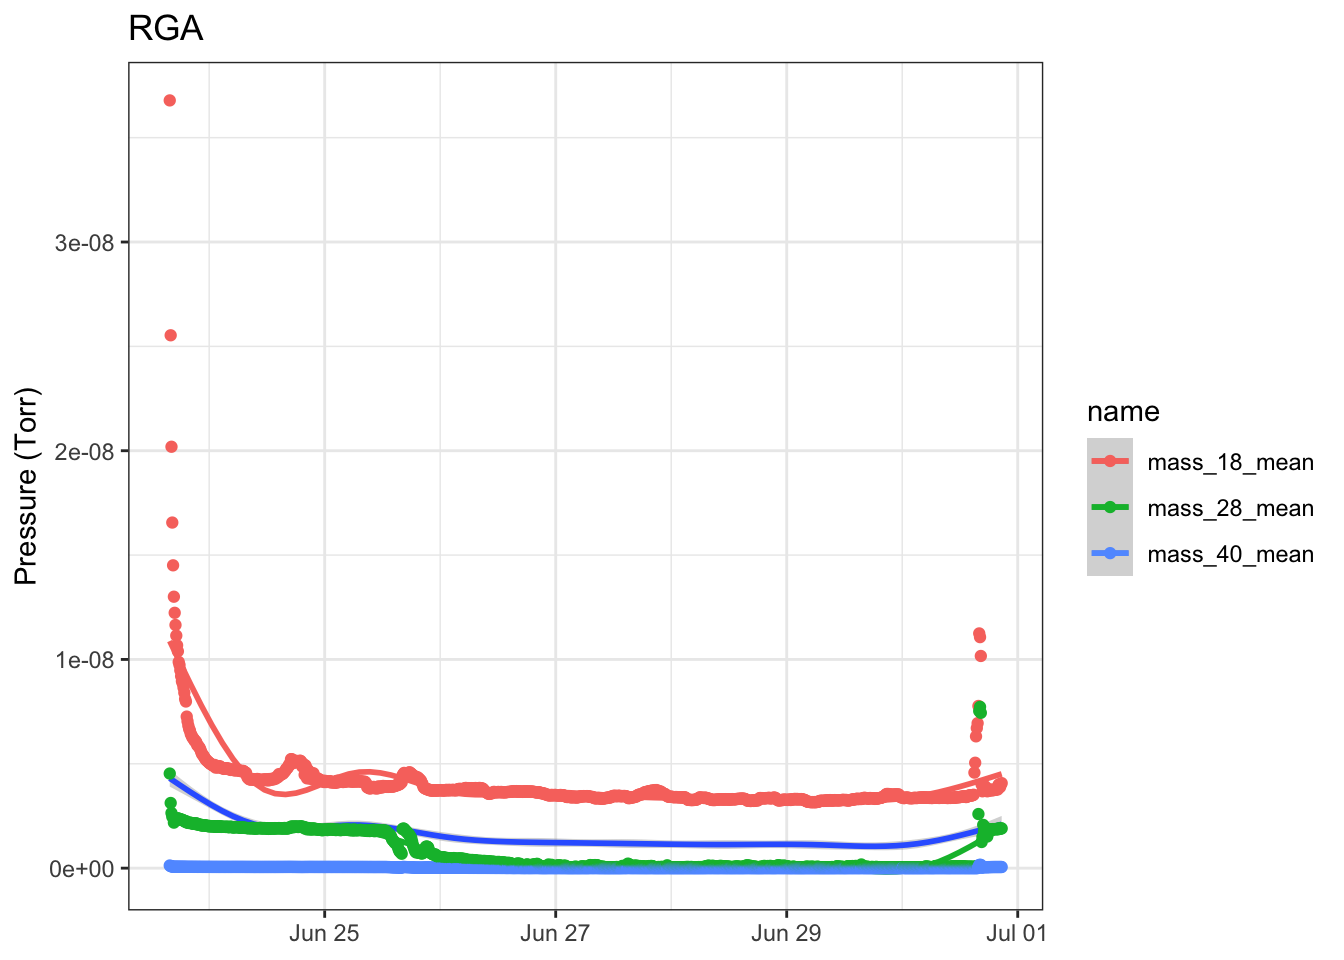 RGA
Pressure (Torr)
3e-08
2e-08
1e-08
0e+00
Jun 25
Jun 27
Jun 29
Jul 01
name
mass_18_mean
mass_28_mean
mass_40_mean